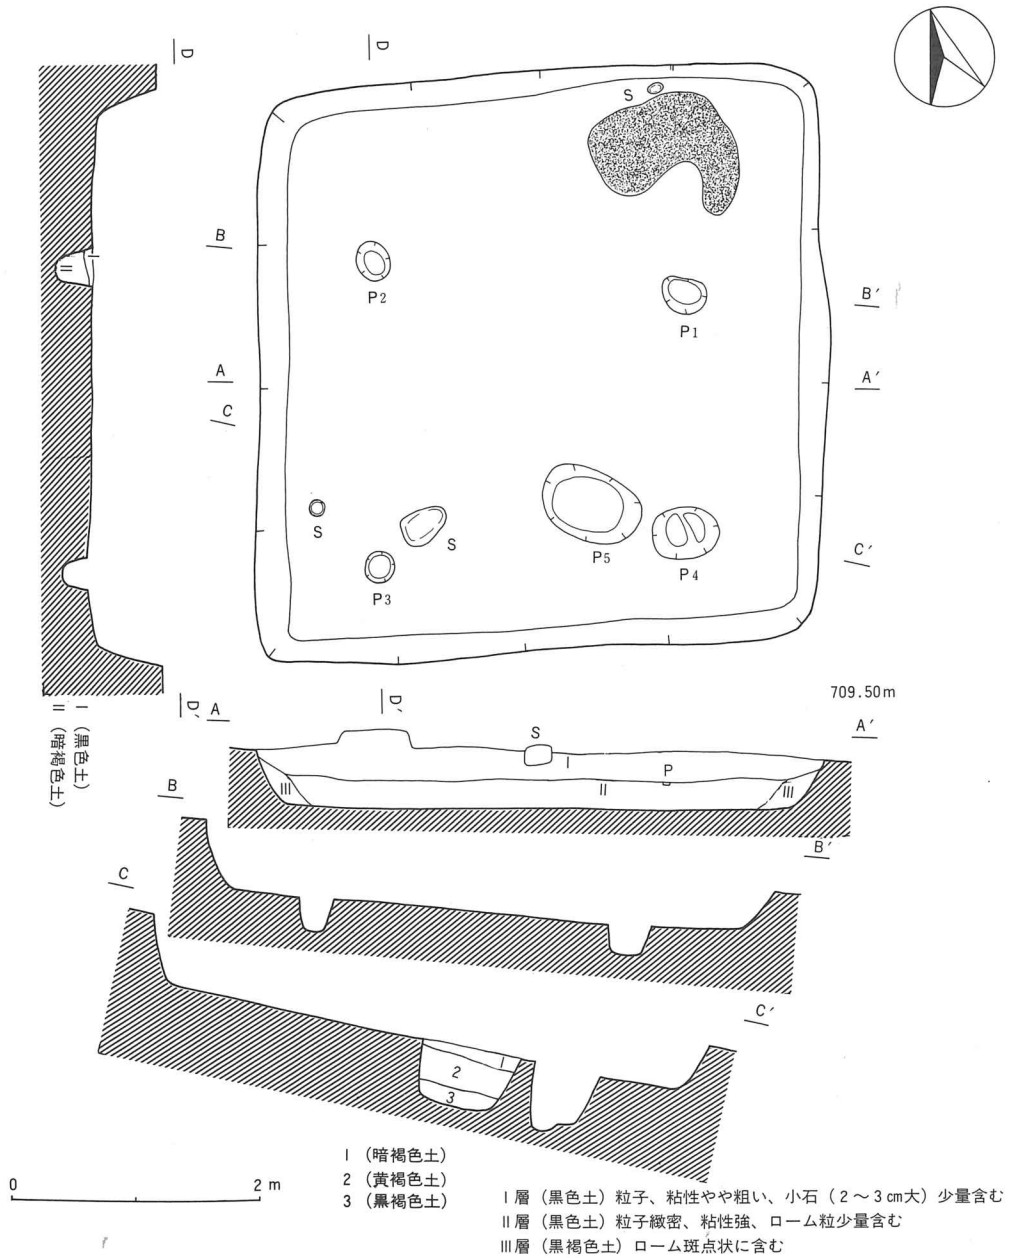 D
D
S
II
I
B
P2
B′
P1
A
A′
C
S
S
P5
P4
C′
P3
709.50m
D′
D′
I (黒色土)
II (暗褐色土)
A
S
A′
I
P
III
II
III
B
B′
C
C′
1
2
3
1 (暗褐色土)
2 (黄褐色土)
3 (黒褐色土)
0
2 m
I層 (黒色土) 粒子、粘性やや粗い、小石 (2〜3㎝大) 少量含む
II層 (黒色土) 粒子緻密、粘性強、ローム粒少量含む
III層 (黒褐色土) ローム斑点状に含む